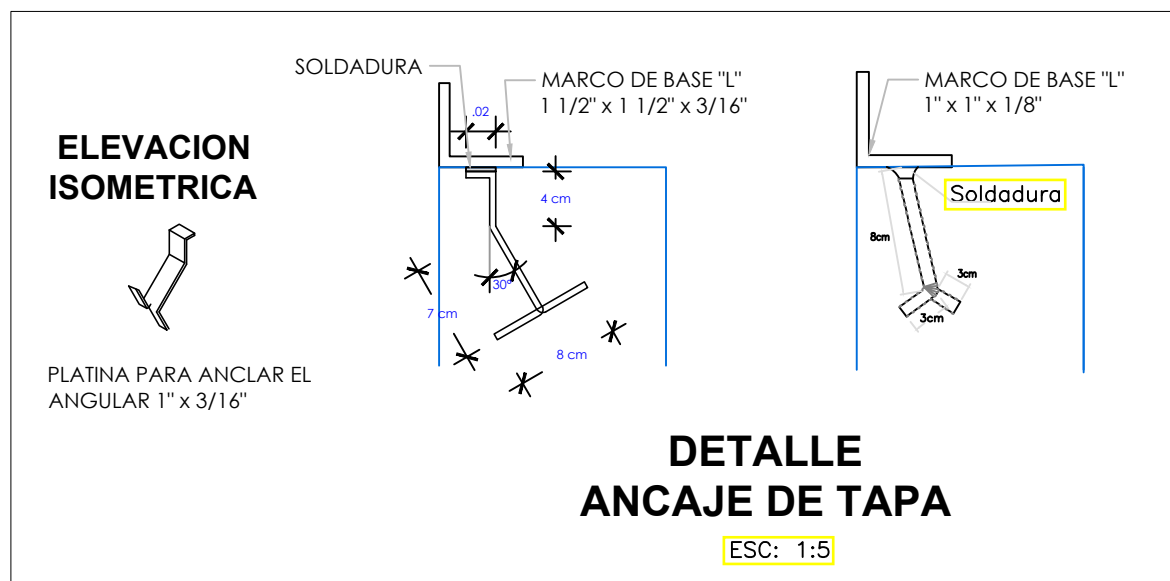 SOLDADURA
MARCO DE BASE "L"
1 1/2" x 1 1/2" x 3/16"
MARCO DE BASE "L"
1" x 1" x 1/8"
.02
ELEVACION
ISOMETRICA
4 cm
Soldadura
8cm
30°
3cm
7 cm
3cm
8 cm
PLATINA PARA ANCLAR EL
ANGULAR 1" x 3/16"
DETALLE
ANCAJE DE TAPA
ESC: 1:5